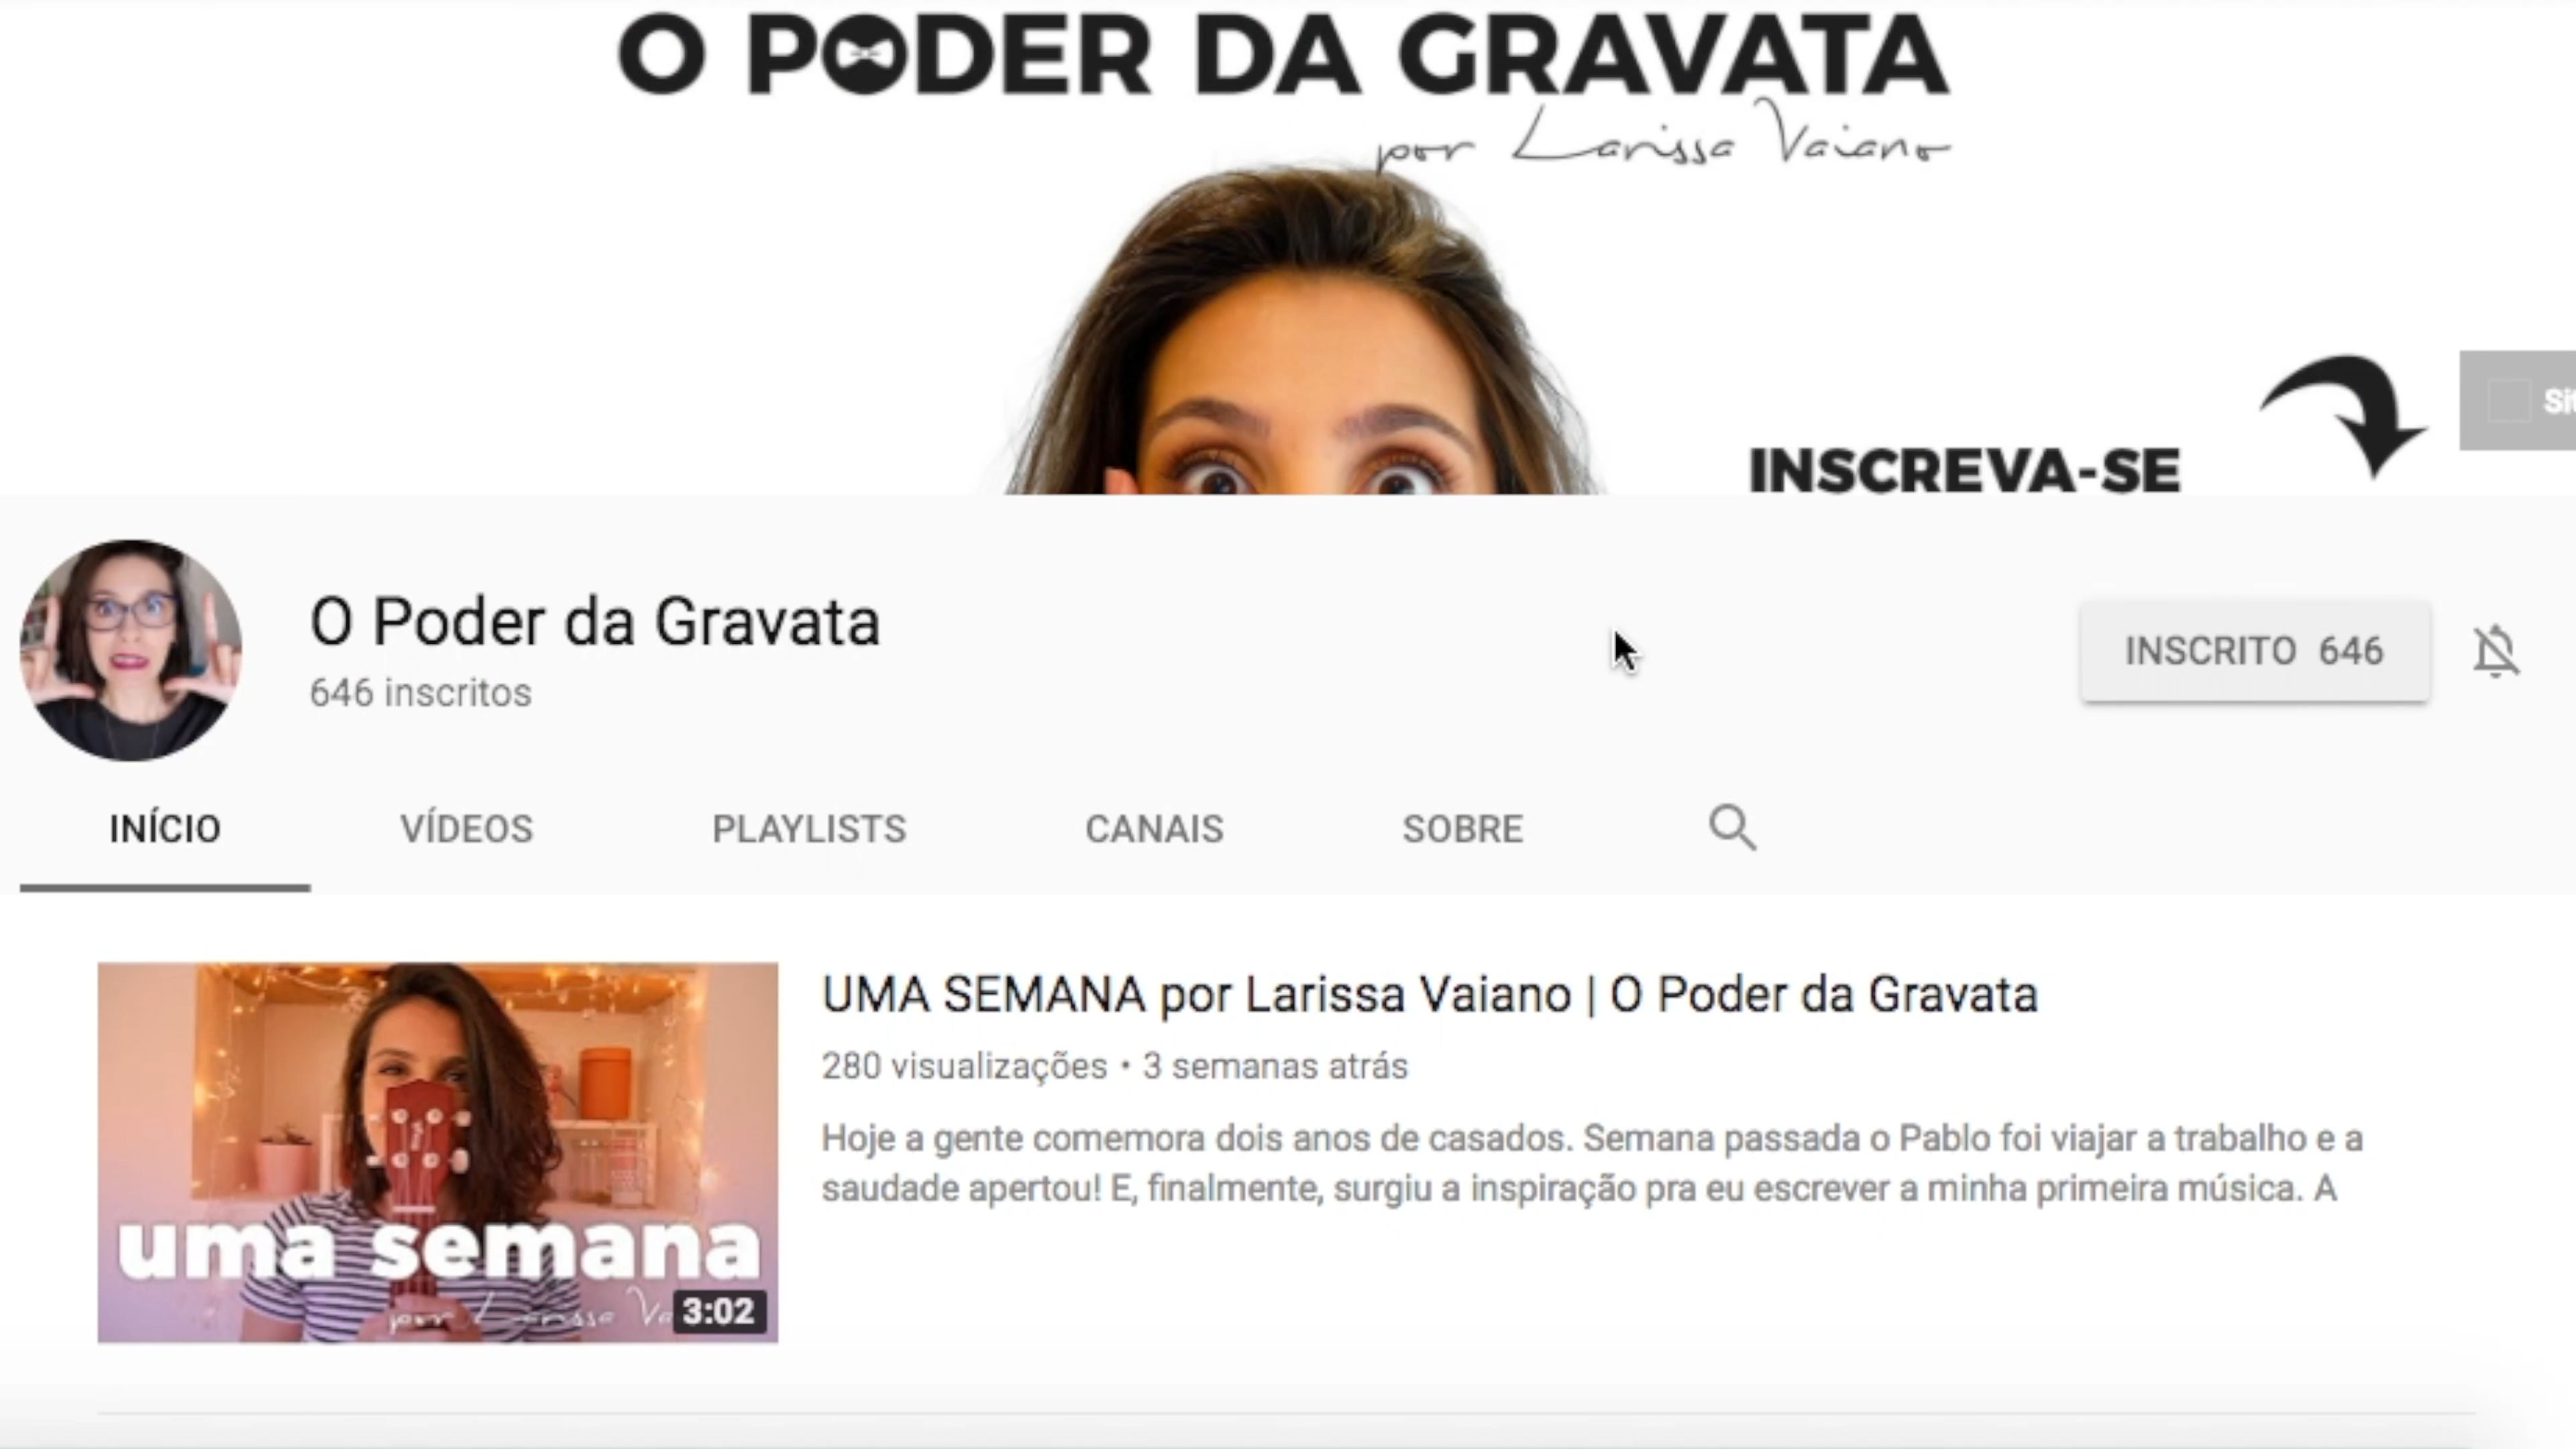 O PODER DA GRAVATA
por Larissa Vaiano
INSCREVA-SE
O Poder da Gravata
646 inscritos
INSCRITO 646
INÍCIO VÍDEOS PLAYLISTS CANAIS SOBRE
UMA SEMANA por Larissa Vaiano | O Poder da Gravata
280 visualizações • 3 semanas atrás
Hoje a gente comemora dois anos de casados. Semana passada o Pablo foi viajar a trabalho e a
saudade apertou! E, finalmente, surgiu a inspiração pra eu escrever a minha primeira música. A
uma semana
por Larissa Va
3:02